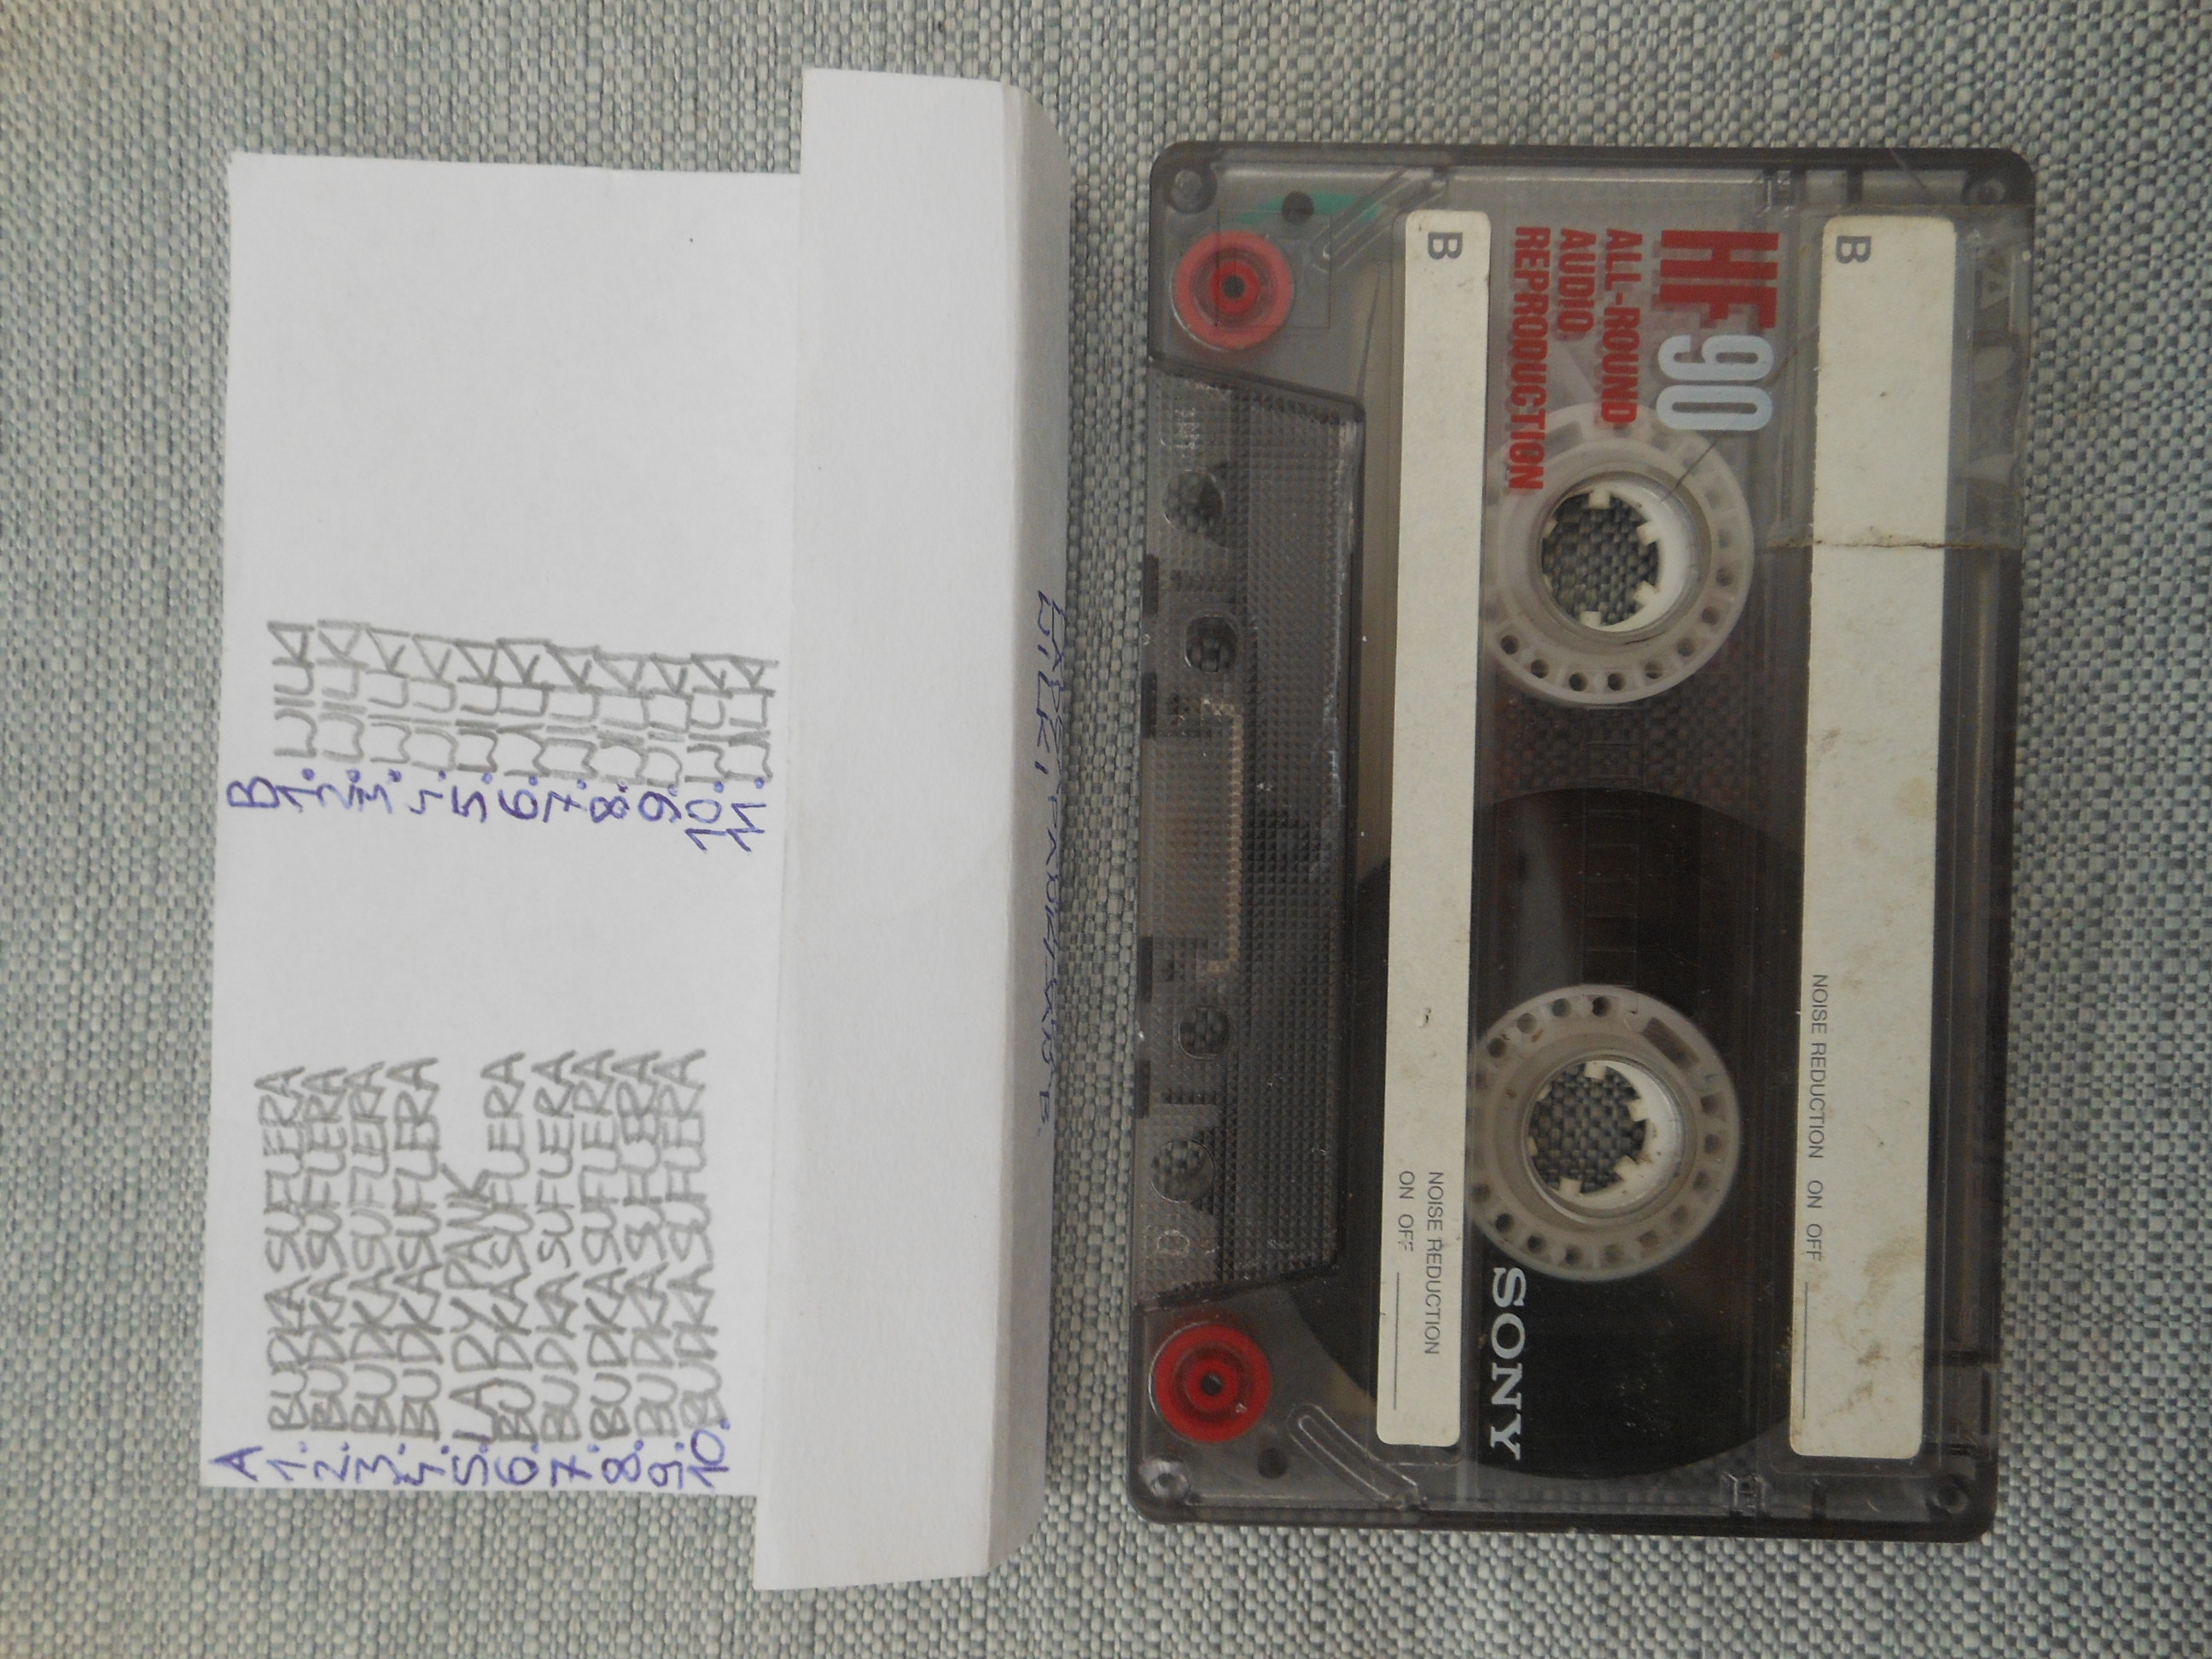 A
1. BUDKA SUFLERA
2. BUDKA SUFLERA
3. BUDKA SUFLERA
4. BUDKA SUFLERA
5. LADY PANK
6. BUDKA SUFLERA
7. BUDKA SUFLERA
8. BUDKA SUFLERA
9. BUDKA SUFLERA
10. BUDKA SUFLERA
B
1. WILKI
2. WILKI
3. WILKI
4. WILKI
5. WILKI
6. WILKI
7. WILKI
8. WILKI
9. WILKI
10. WILKI
11. WILKI
B
NOISE REDUCTION ON OFF
HF 90
ALL-ROUND
AUDIO
REPRODUCTION
SONY
B
NOISE REDUCTION
ON OFF